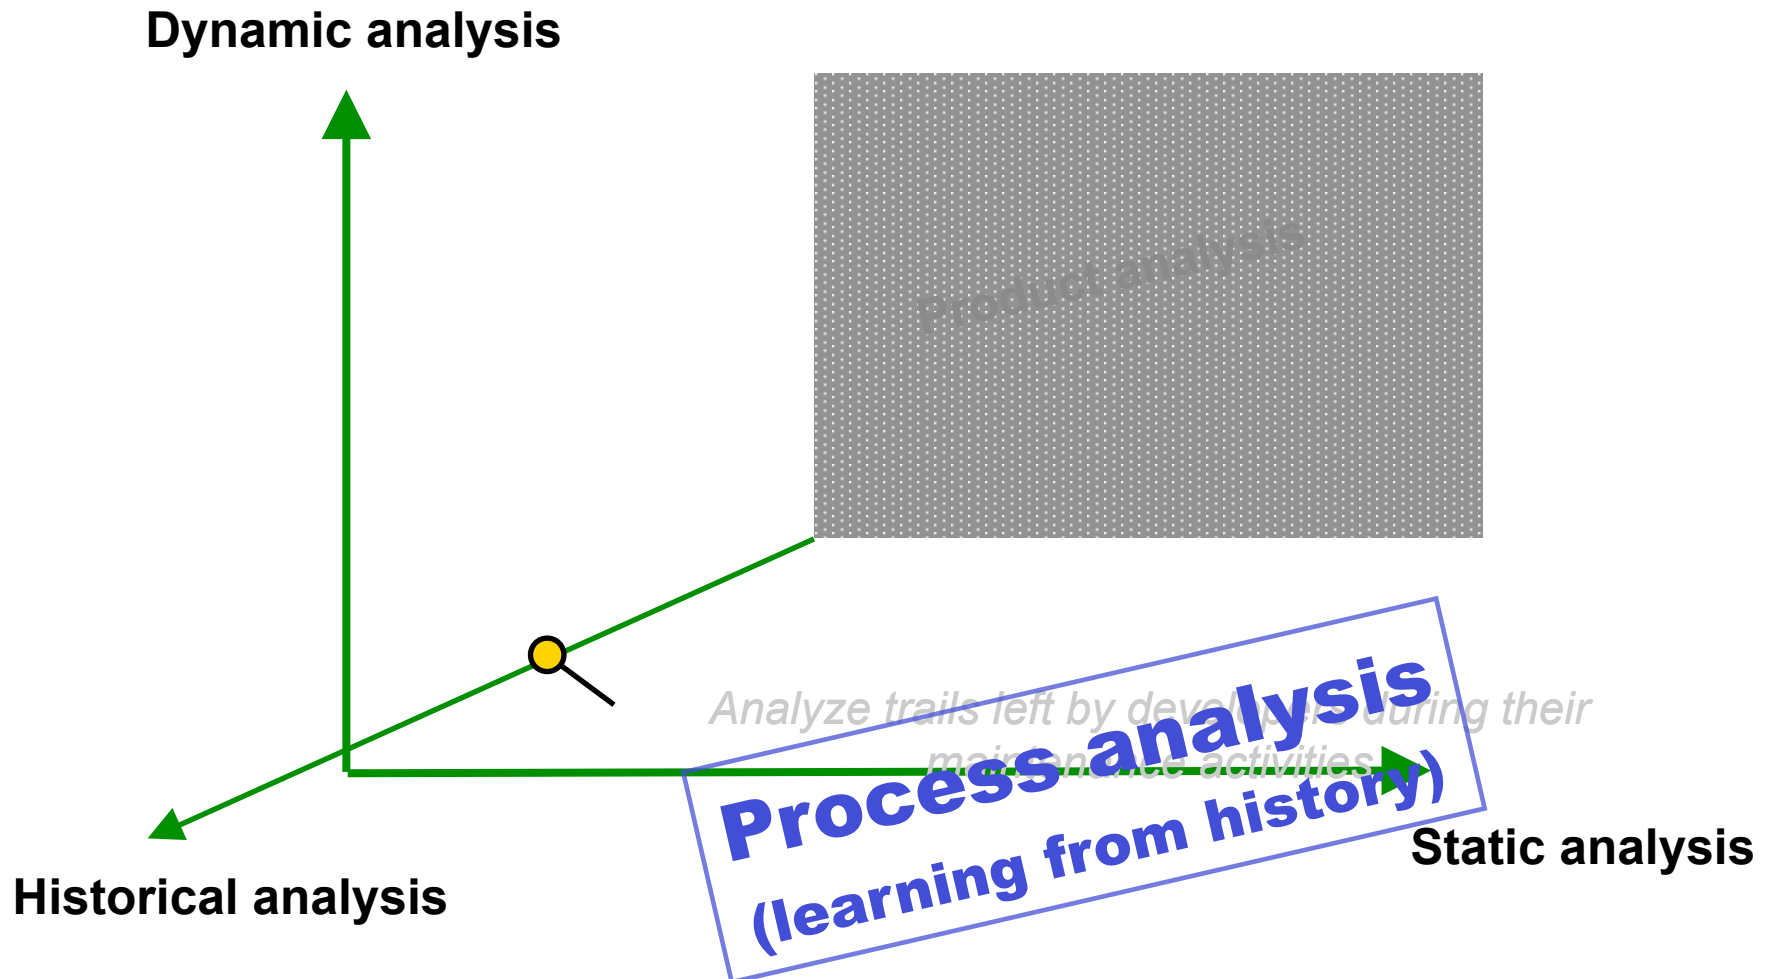 Dynamic analysis
Product analysis
Analyze trails left by developers during their
maintenance activities
Process analysis
(learning from history)
Static analysis
Historical analysis